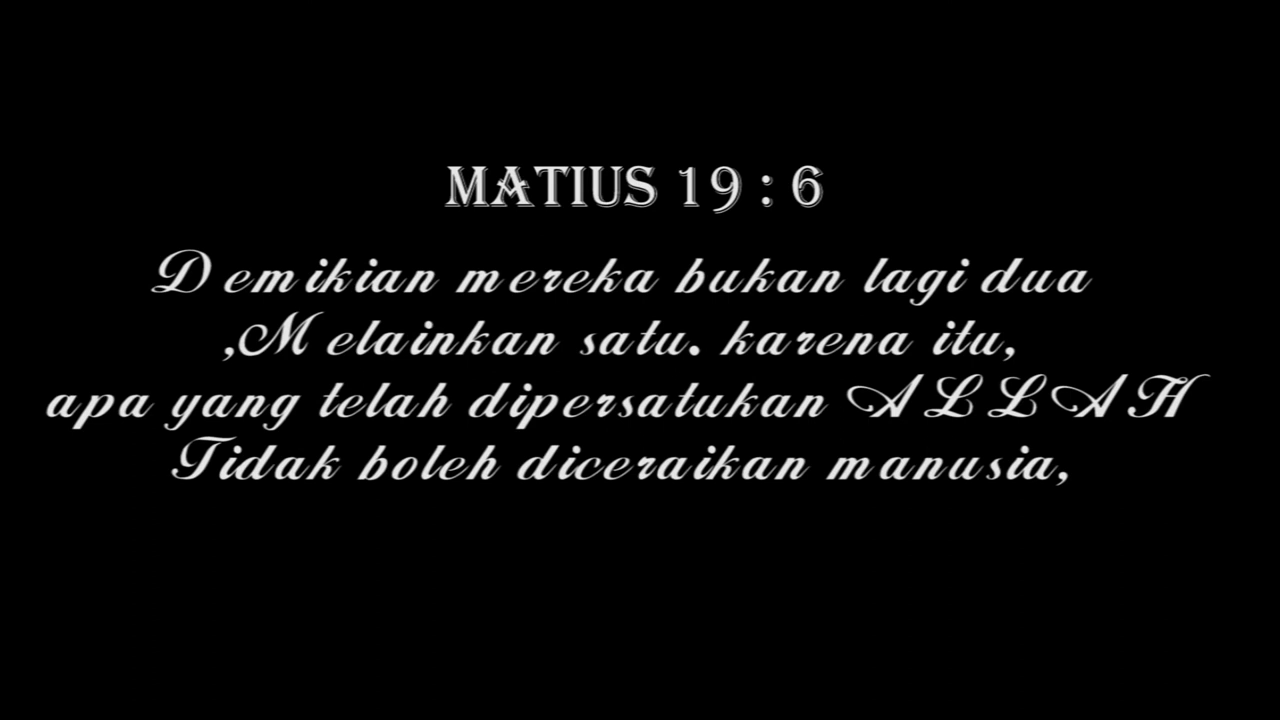 MATIUS 19 : 6
Demikian mereka bukan lagi dua
,Melainkan satu. karena itu,
apa yang telah dipersatukan ALLAH
Tidak boleh diceraikan manusia,